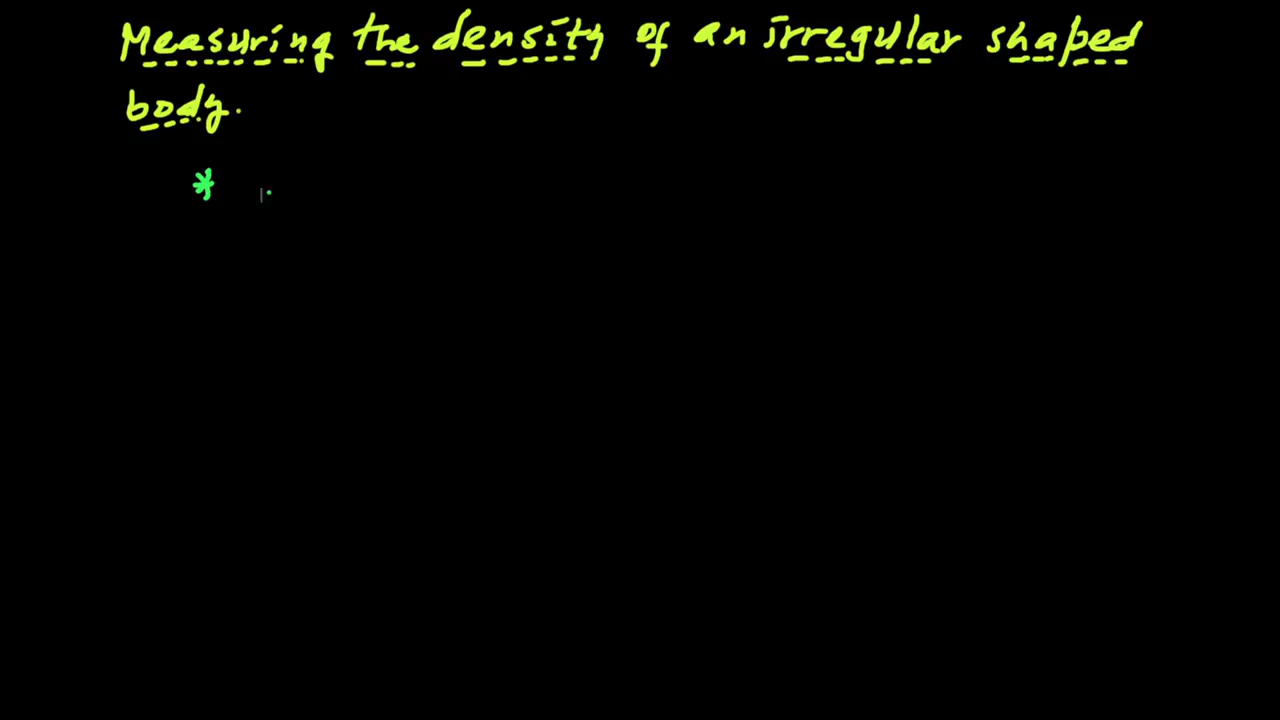 Measuring the density of an irregular shaped
body.
*